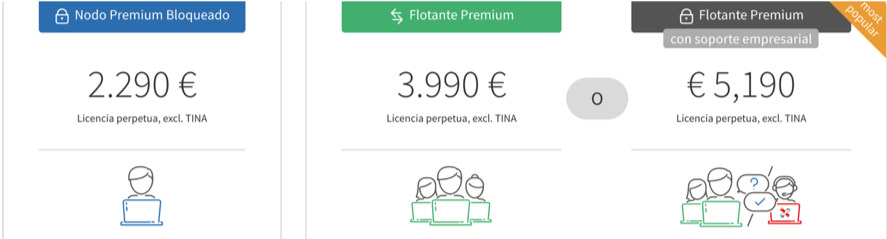 Nodo Premium Bloqueado
2.290 €
Licencia perpetua, excl. TINA
Flotante Premium
3.990 €
Licencia perpetua, excl. TINA
O
Flotante Premium
con soporte empresarial
most
popular
€ 5,190
Licencia perpetua, excl. TINA
?